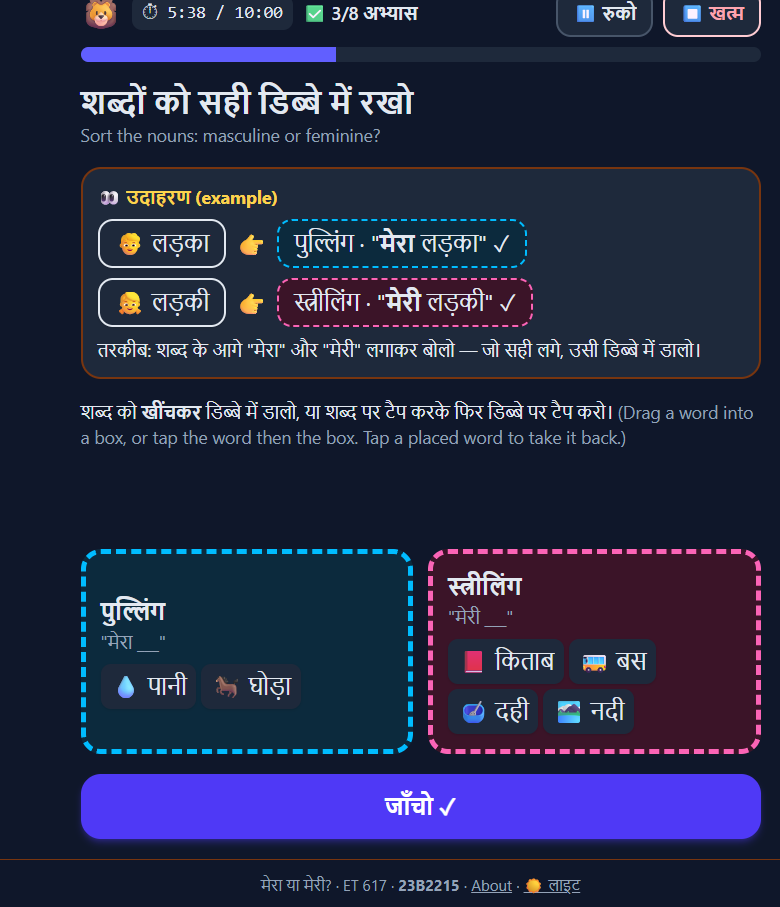 5:38 / 10:00 3/8 अभ्यास रुको खत्म
शब्दों को सही डिब्बे में रखो
Sort the nouns: masculine or feminine?
उदाहरण (example)
लड़का पुल्लिंग · "मेरा लड़का" ✓
लड़की स्त्रीलिंग · "मेरी लड़की" ✓
तरकीब: शब्द के आगे "मेरा" और "मेरी" लगाकर बोलो — जो सही लगे, उसी डिब्बे में डालो।
शब्द को खींचकर डिब्बे में डालो, या शब्द पर टैप करके फिर डिब्बे पर टैप करो। (Drag a word into
a box, or tap the word then the box. Tap a placed word to take it back.)
पुल्लिंग
"मेरा __"
पानी घोड़ा
स्त्रीलिंग
"मेरी __"
किताब बस
दही नदी
जाँचो ✓
मेरा या मेरी? · ET 617 · 23B2215 · About · लाइट